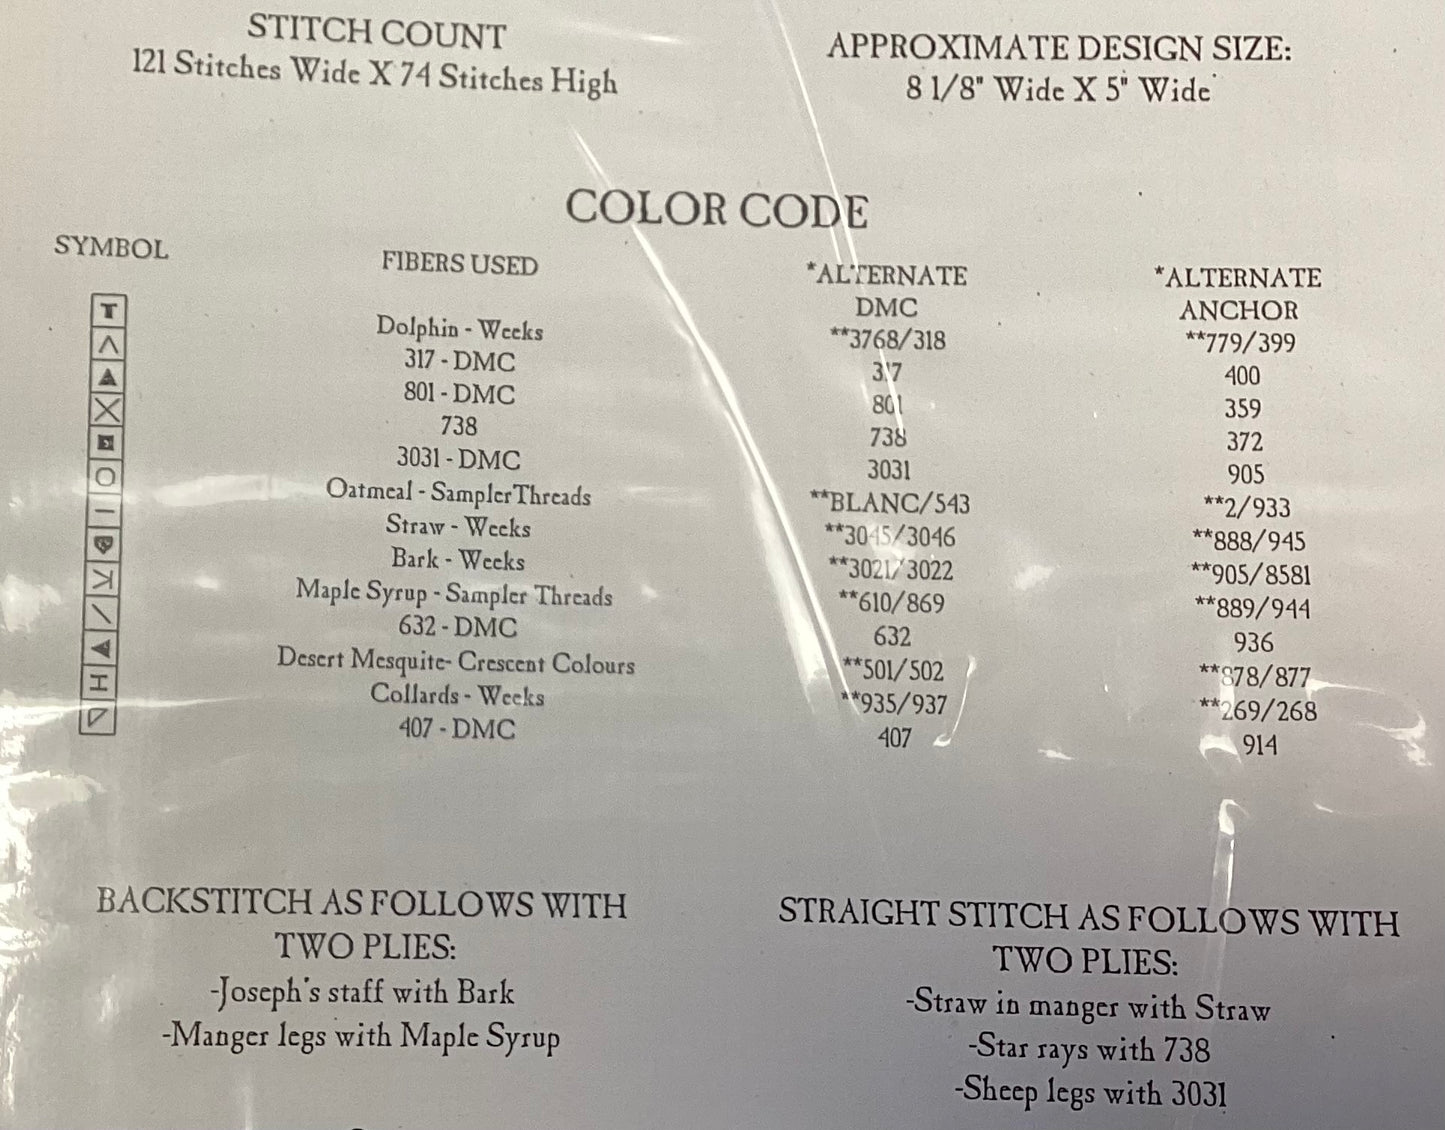 STITCH COUNT
121 Stitches Wide X 74 Stitches High
APPROXIMATE DESIGN SIZE:
8 1/8" Wide X 5" Wide
COLOR CODE
SYMBOL FIBERS USED *ALTERNATE DMC *ALTERNATE ANCHOR
T Dolphin - Weeks **3768/318 **779/399
317 - DMC 317 400
801 - DMC 801 359
738 738 372
3031 - DMC 3031 905
Oatmeal - SamplerThreads **BLANC/543 **2/933
Straw - Weeks **3045/3046 **888/945
Bark - Weeks **3021/3022 **905/8581
Maple Syrup - Sampler Threads **610/869 **889/944
632 - DMC 632 936
Desert Mesquite- Crescent Colours **501/502 **878/877
H Collards - Weeks **935/937 **269/268
407 - DMC 407 914
BACKSTITCH AS FOLLOWS WITH
TWO PLIES:
-Joseph's staff with Bark
-Manger legs with Maple Syrup
STRAIGHT STITCH AS FOLLOWS WITH
TWO PLIES:
-Straw in manger with Straw
-Star rays with 738
-Sheep legs with 3031